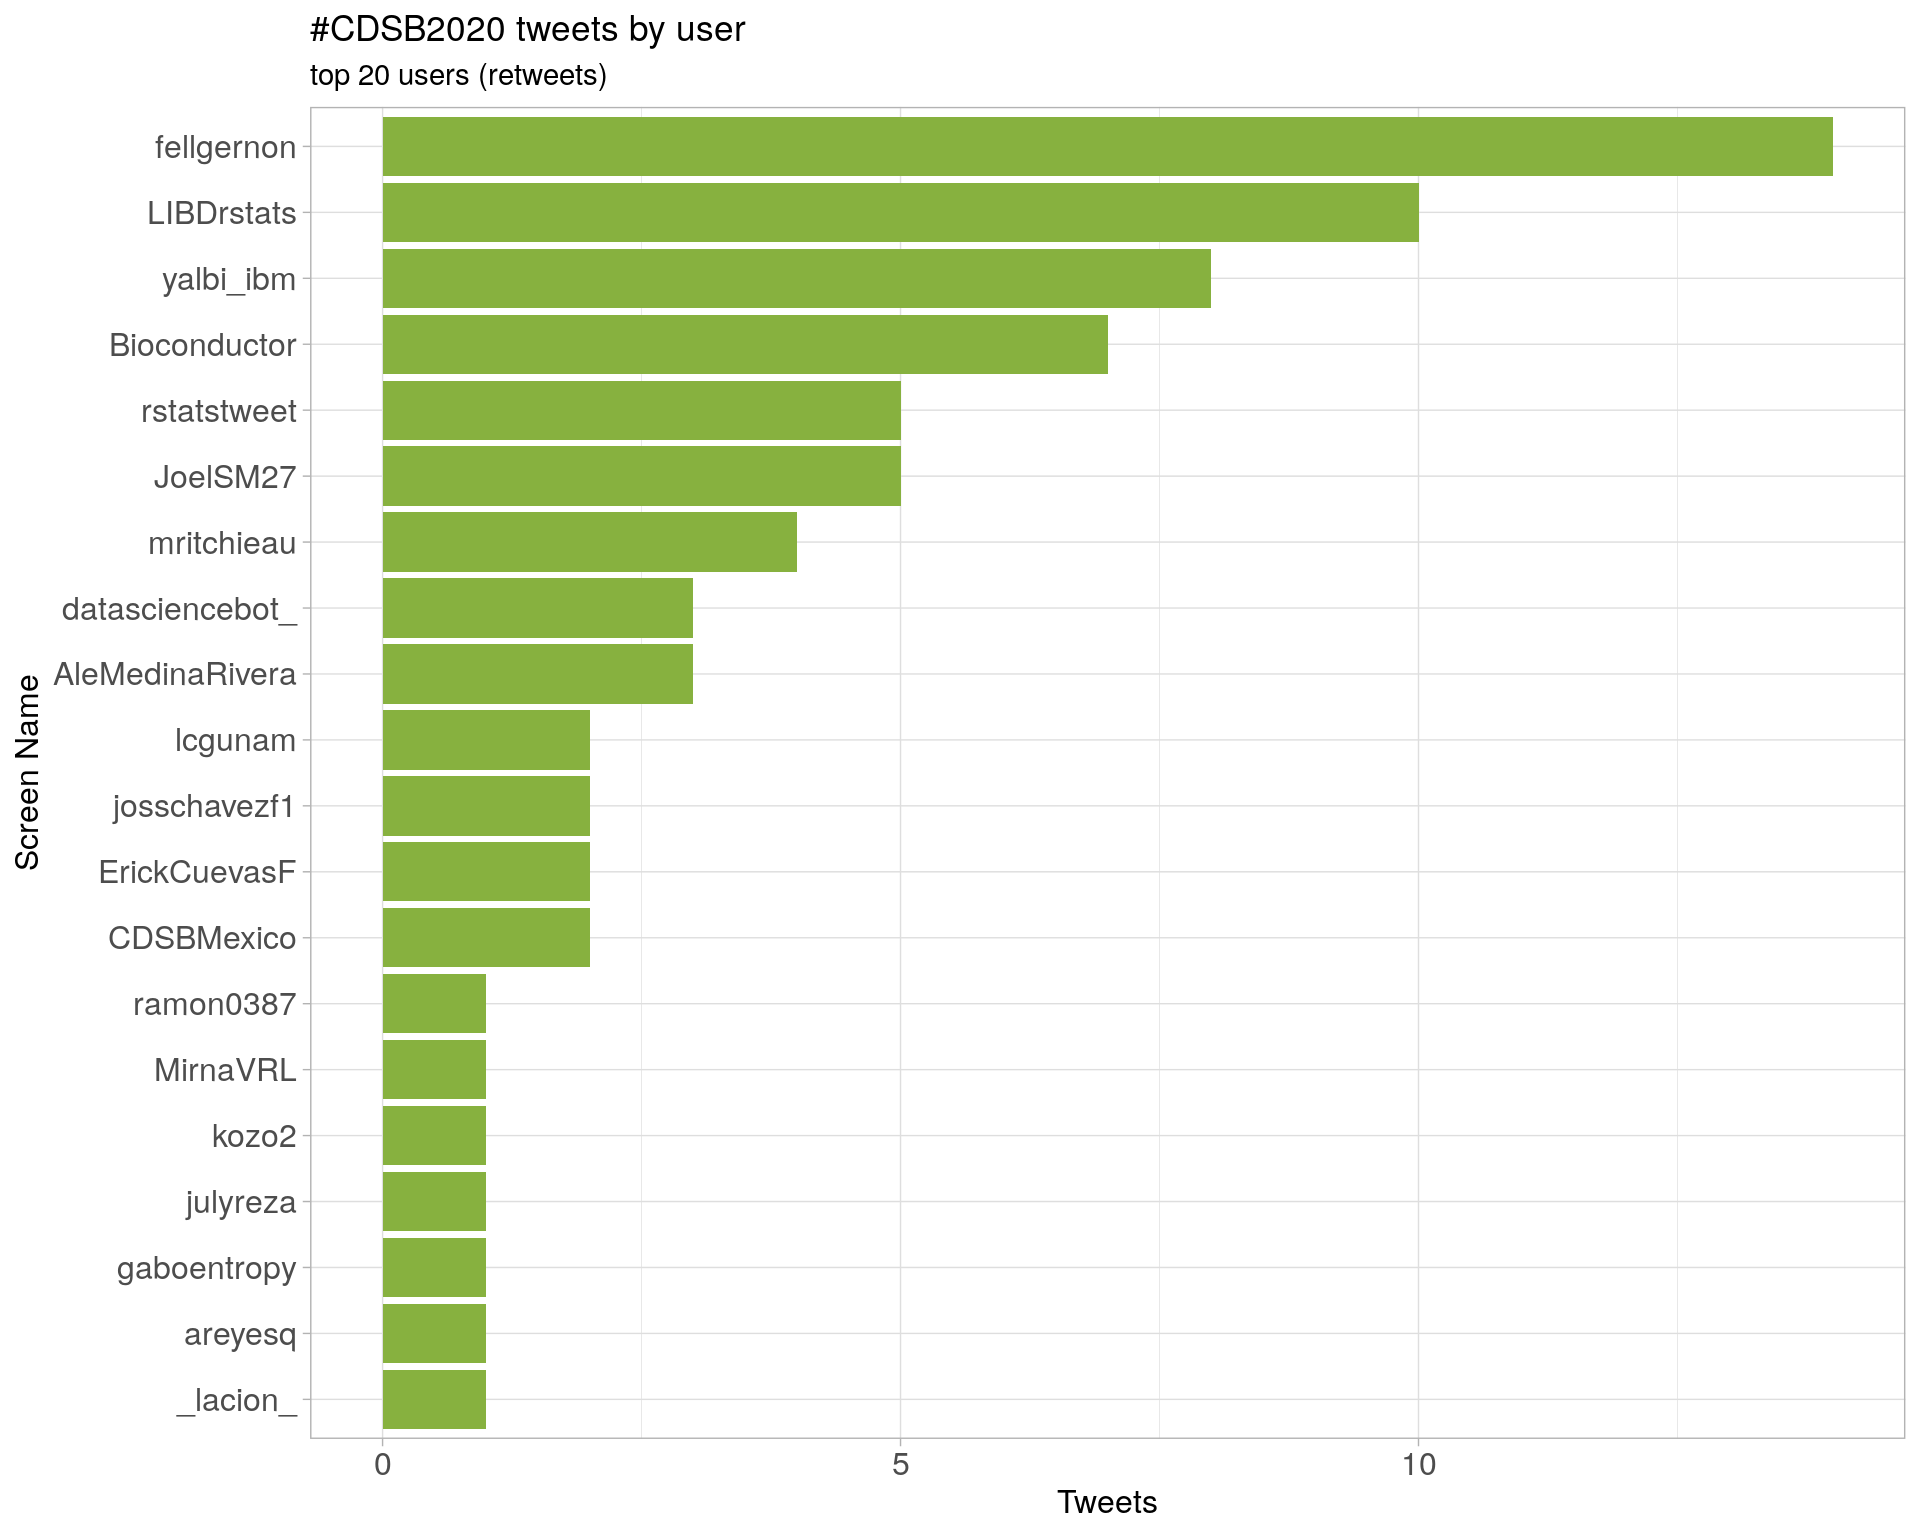 #CDSB2020 tweets by user
top 20 users (retweets)
fellgernon
LIBDrstats
yalbi_ibm
Bioconductor
rstatstweet
JoelSM27
mritchieau
datasciencebot_
AleMedinaRivera
lcgunam
josschavezf1
ErickCuevasF
CDSBMexico
ramon0387
MirnaVRL
kozo2
julyreza
gaboentropy
areyesq
_lacion_
Screen Name
0 5 10
Tweets